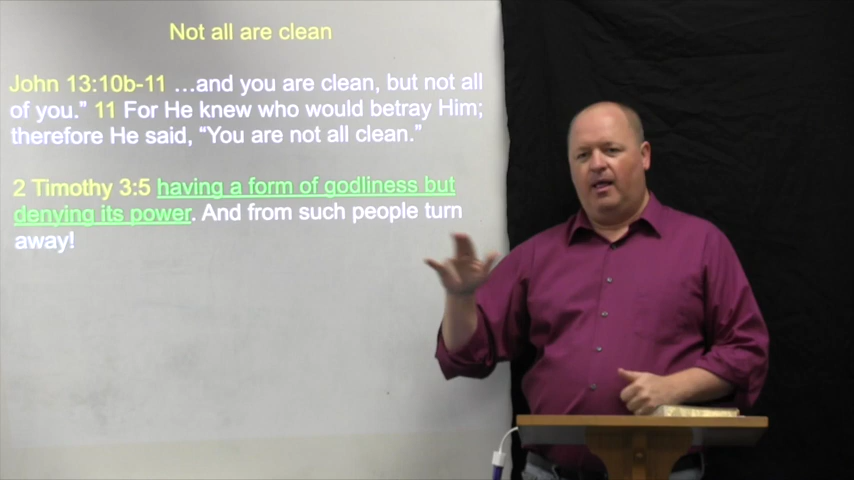 Not all are clean
John 13:10b-11 …and you are clean, but not all
of you.” 11 For He knew who would betray Him;
therefore He said, “You are not all clean.”
2 Timothy 3:5 having a form of godliness but
denying its power. And from such people turn
away!